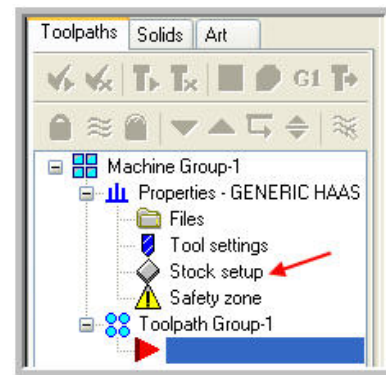 Toolpaths Solids Art
G1
Machine Group-1
Properties - GENERIC HAAS
Files
Tool settings
Stock setup
Safety zone
Toolpath Group-1